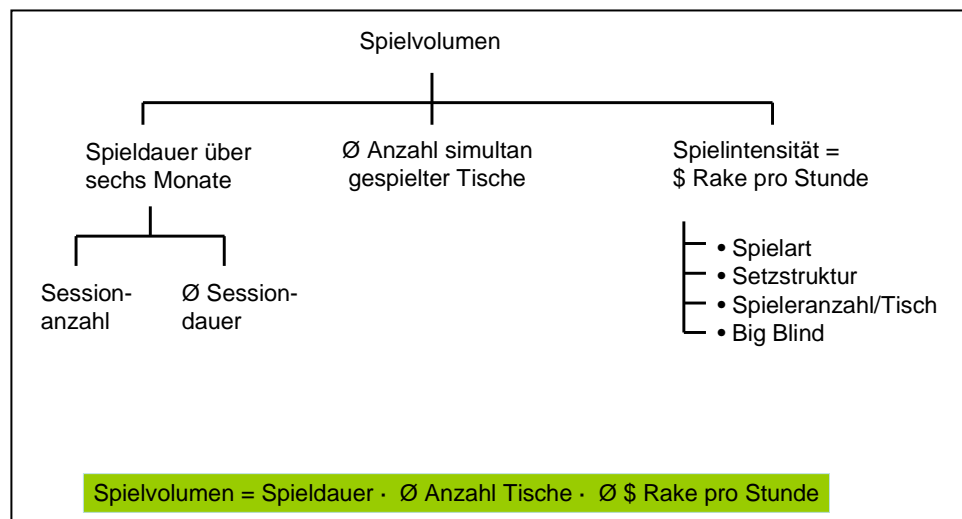 Spielvolumen
Spieldauer über
sechs Monate
Ø Anzahl simultan
gespielter Tische
Spielintensität =
$ Rake pro Stunde
Session-
anzahl
Ø Session-
dauer
• Spielart
• Setzstruktur
• Spieleranzahl/Tisch
• Big Blind
Spielvolumen = Spieldauer · Ø Anzahl Tische · Ø $ Rake pro Stunde